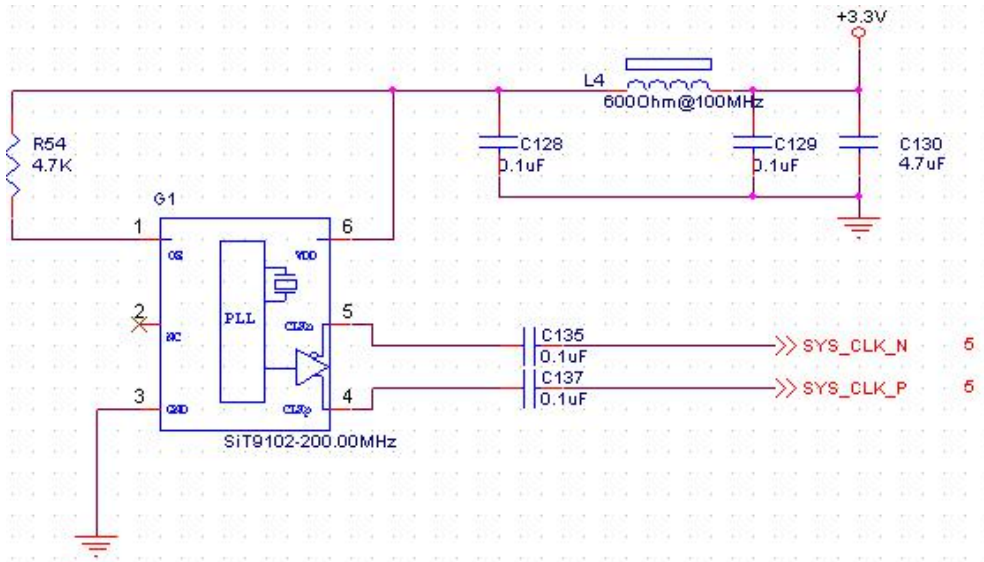 +3.3V
L4
600Ohm@100MHz
R54
4.7K
C128
0.1uF
C129
0.1uF
C130
4.7uF
G1
1
6
OE
VDD
2
5
PLL
CLKn
NC
C135
0.1uF
SYS_CLK_N 5
C137
0.1uF
SYS_CLK_P 5
3
4
GND
CLKp
SiT9102-200.00MHz